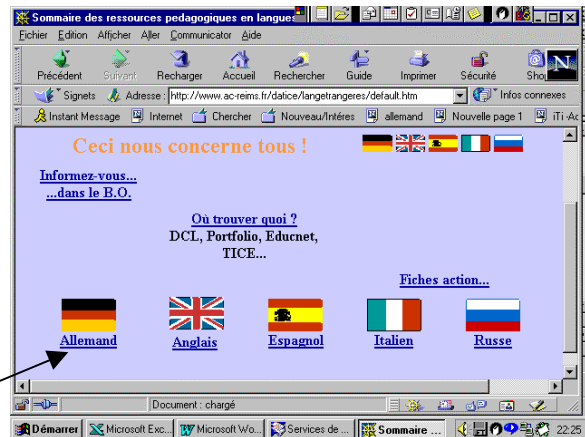 Sommaire des ressources pedagogiques en langues
Fichier Edition Afficher Aller Communicator Aide
Précédent Suivant Recharger Accueil Rechercher Guide Imprimer Sécurité
Signets Adresse : http://www.ac-reims.fr/datice/langetrangeres/default.htm Infos connexes
Instant Message Internet Chercher Nouveau/Intéres allemand Nouvelle page 1
Ceci nous concerne tous !
Informez-vous...
...dans le B.O.
Où trouver quoi ?
DCL, Portfolio, Educnet,
TICE...
Fiches action...
Allemand Anglais Espagnol Italien Russe
Document : chargé
Démarrer Microsoft Exc... Microsoft Wo... Services de ... Sommaire ... 22:25